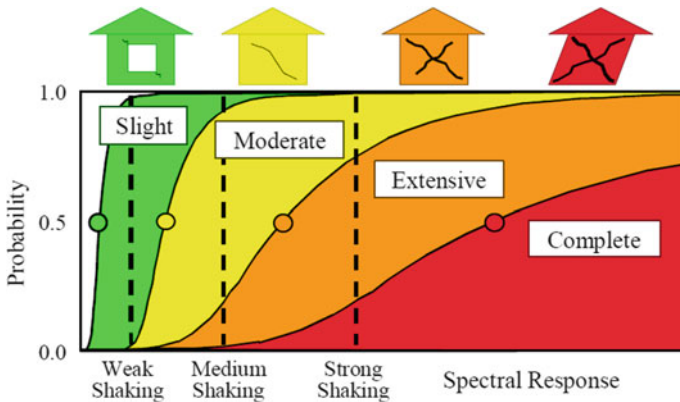 1.0
Slight
Moderate
Extensive
0.5
Complete
Probability
0.0
Weak
Shaking
Medium
Shaking
Strong
Shaking
Spectral Response